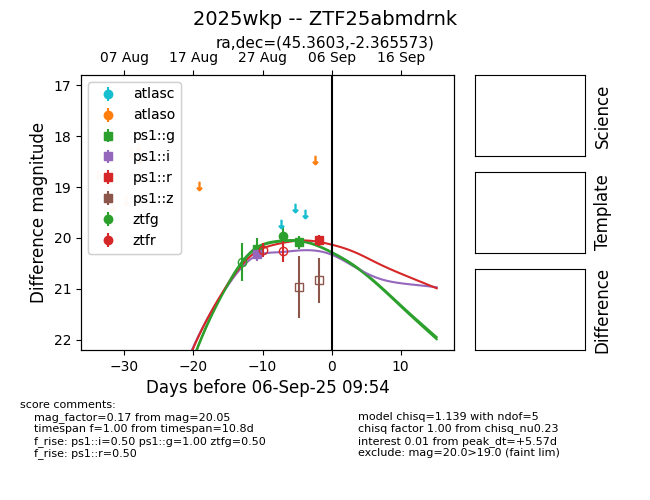 2025wkp -- ZTF25abmdrnk
ra,dec=(45.3603,-2.365573)
07 Aug 17 Aug 27 Aug 06 Sep 16 Sep
17
18
19
20
21
22
Difference magnitude
atlasc
atlaso
ps1::g
ps1::i
ps1::r
ps1::z
ztfg
ztfr
−30 −20 −10 0 10
Days before 06-Sep-25 09:54
Science
Template
Difference
score comments:
mag_factor=0.17 from mag=20.05
timespan f=1.00 from timespan=10.8d
f_rise: ps1::i=0.50 ps1::g=1.00 ztfg=0.50
f_rise: ps1::r=0.50
model chisq=1.139 with ndof=5
chisq factor 1.00 from chisq_nu0.23
interest 0.01 from peak_dt=+5.57d
exclude: mag=20.0>19.0 (faint lim)